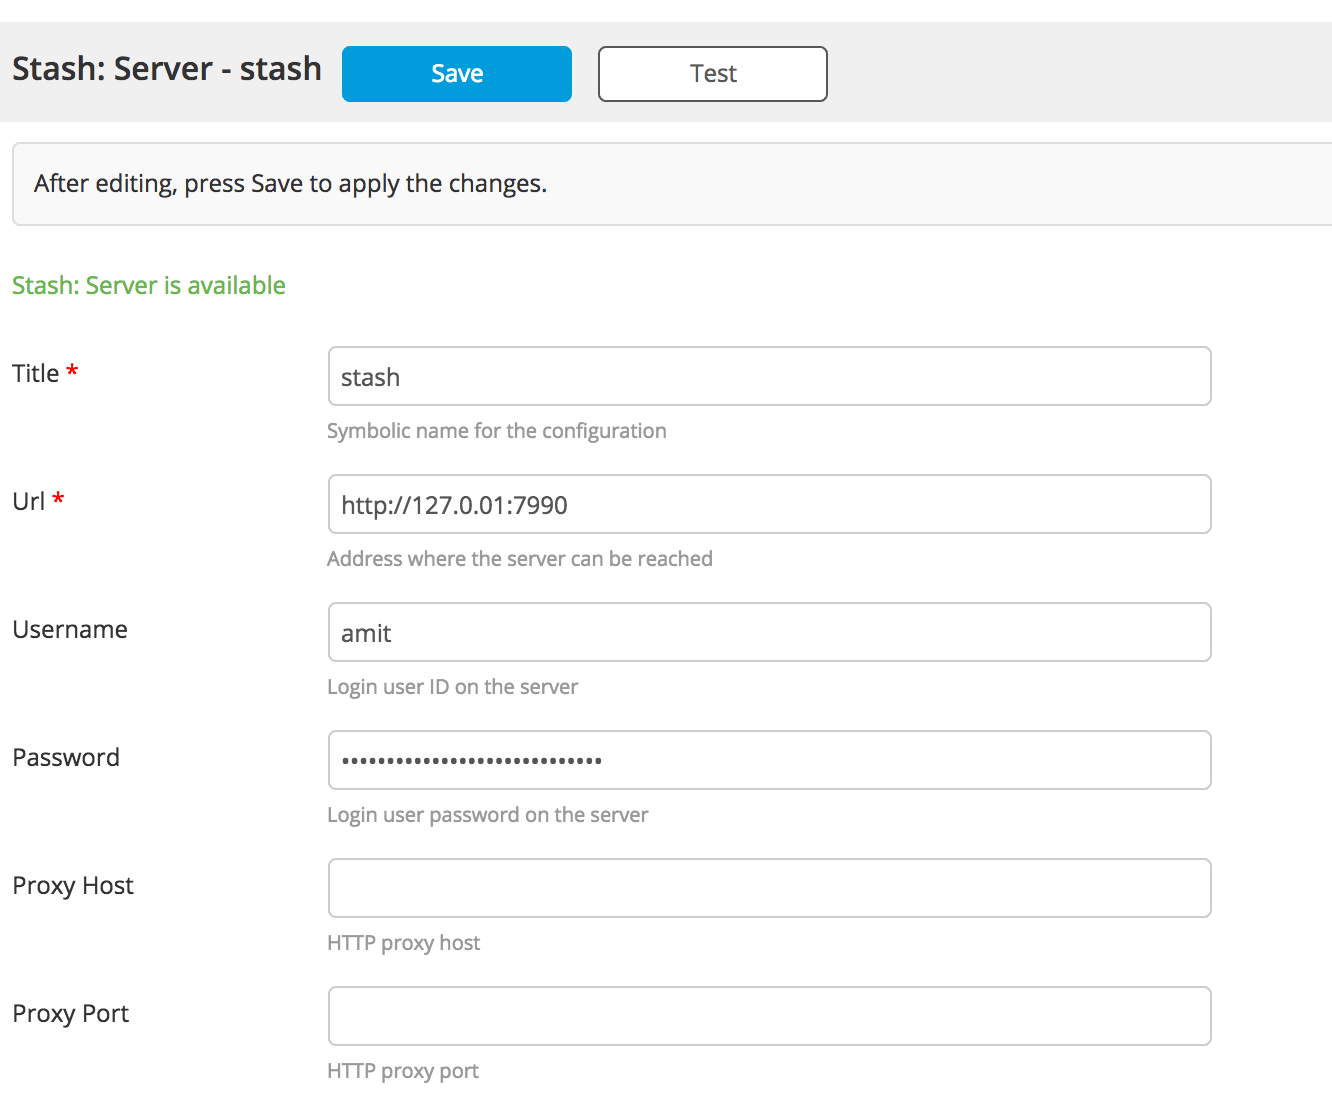 Stash: Server - stash
Save
Test
After editing, press Save to apply the changes.
Stash: Server is available
Title *
stash
Symbolic name for the configuration
Url *
http://127.0.01:7990
Address where the server can be reached
Username
amit
Login user ID on the server
Password
•••••••••••••••••••••••••••••
Login user password on the server
Proxy Host
HTTP proxy host
Proxy Port
HTTP proxy port